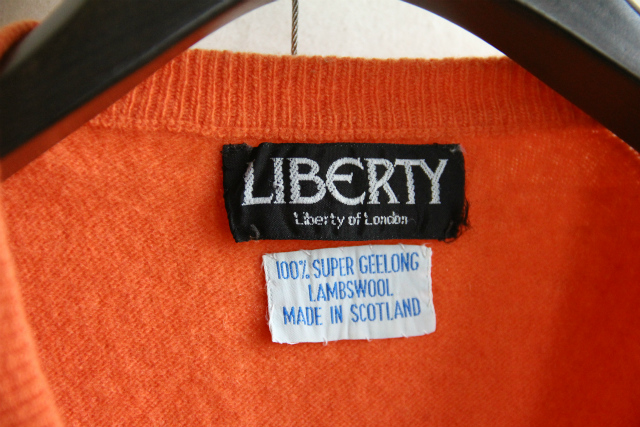 LIBERTY
Liberty of London
100% SUPER GEELONG
LAMBSWOOL
MADE IN SCOTLAND